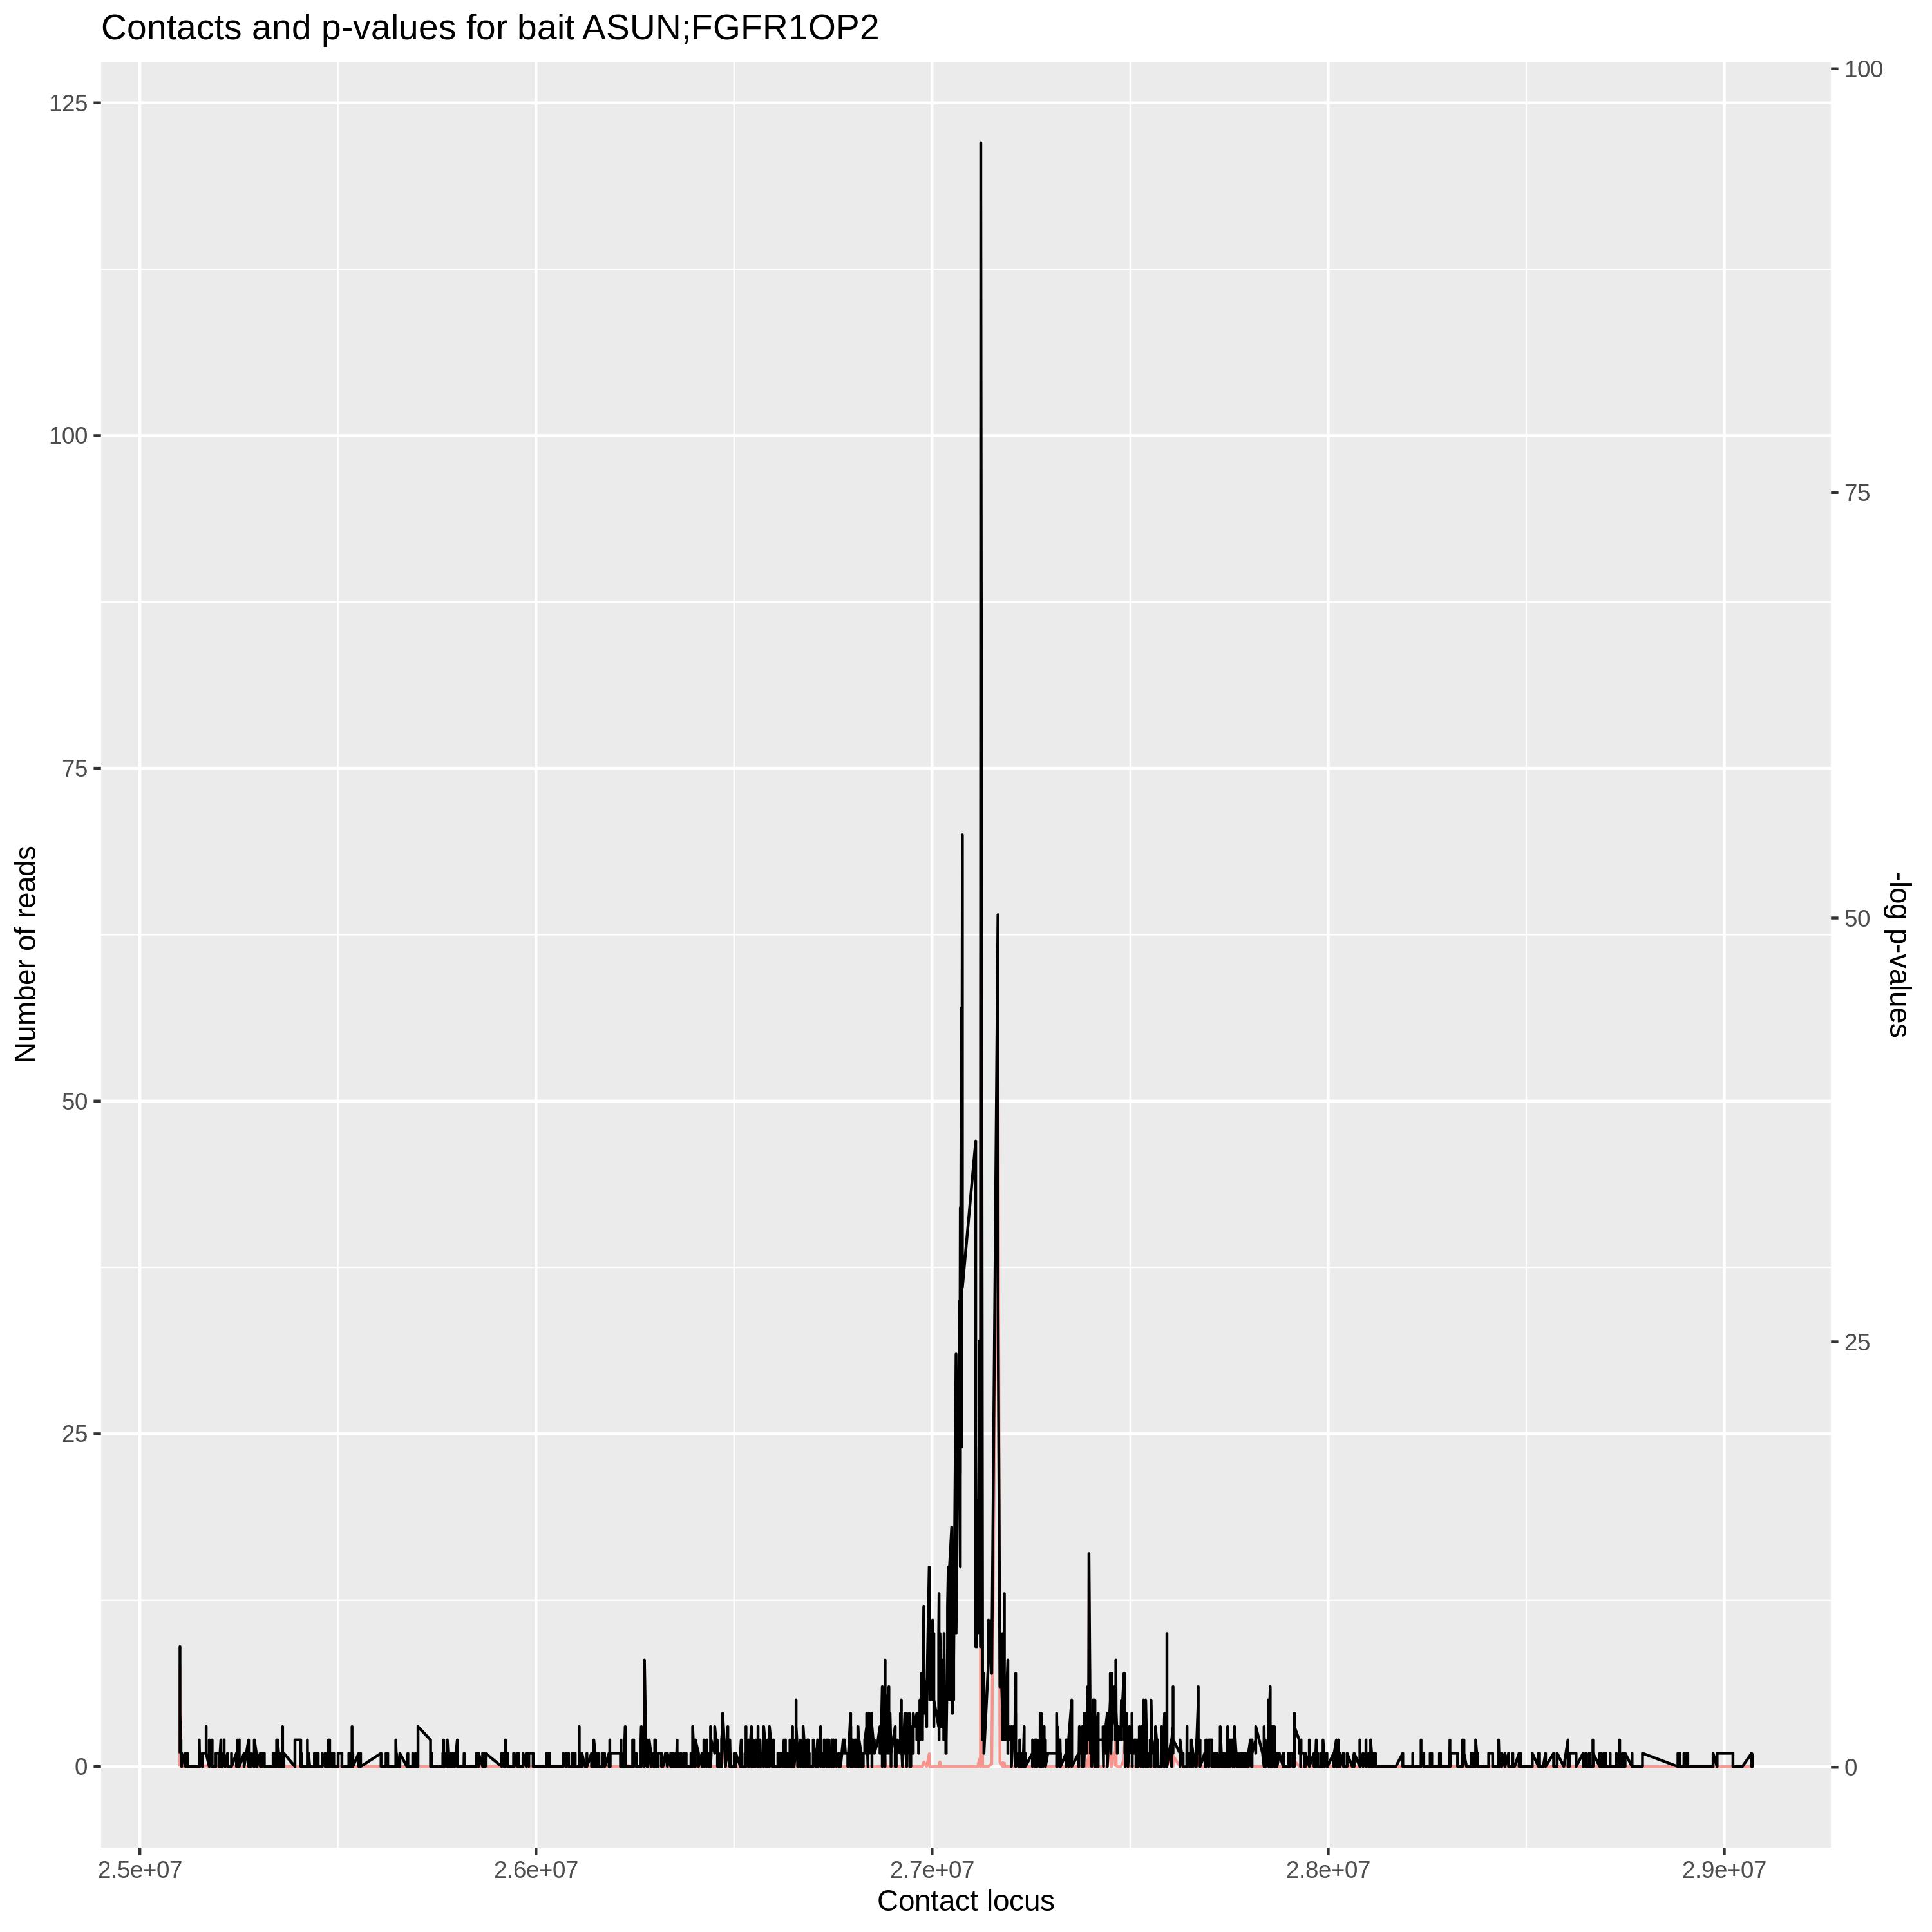 Contacts and p-values for bait ASUN;FGFR1OP2
125
100
75
50
25
0
Number of reads
100
75
50
25
0
-log p-values
2.5e+07
2.6e+07
2.7e+07
2.8e+07
2.9e+07
Contact locus